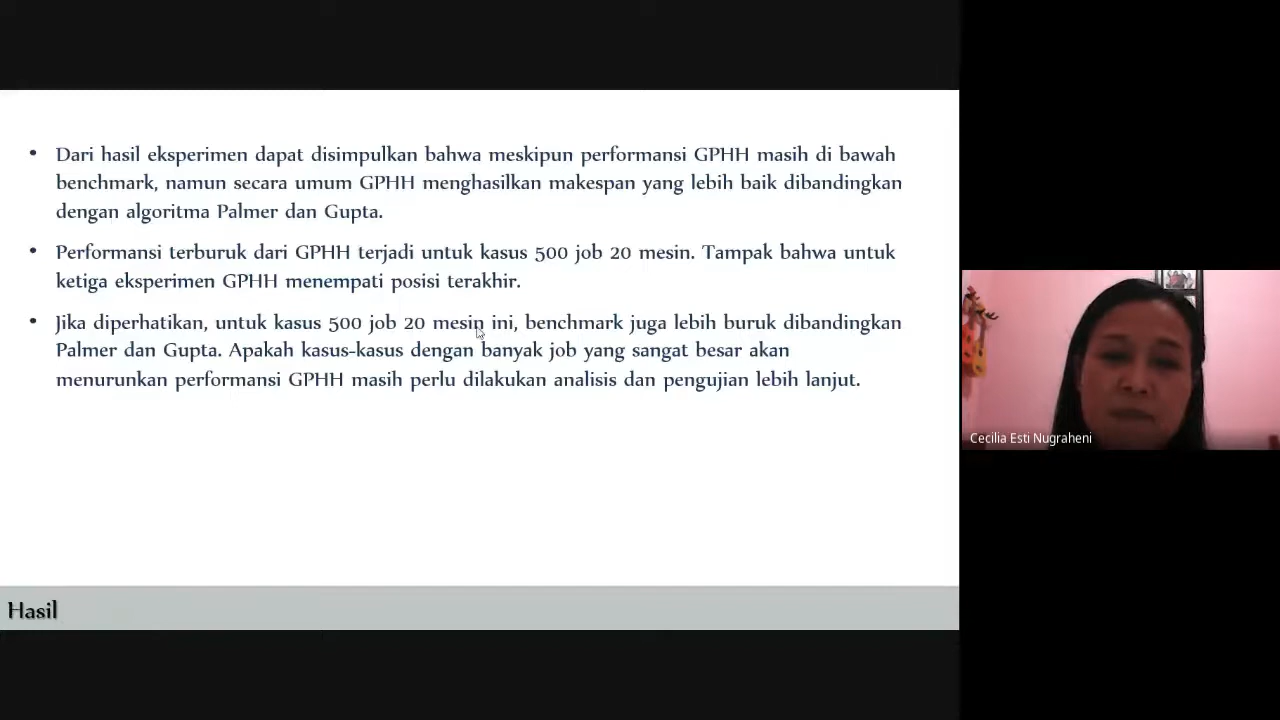 • Dari hasil eksperimen dapat disimpulkan bahwa meskipun performansi GPHH masih di bawah
benchmark, namun secara umum GPHH menghasilkan makespan yang lebih baik dibandingkan
dengan algoritma Palmer dan Gupta.
• Performansi terburuk dari GPHH terjadi untuk kasus 500 job 20 mesin. Tampak bahwa untuk
ketiga eksperimen GPHH menempati posisi terakhir.
• Jika diperhatikan, untuk kasus 500 job 20 mesin ini, benchmark juga lebih buruk dibandingkan
Palmer dan Gupta. Apakah kasus-kasus dengan banyak job yang sangat besar akan
menurunkan performansi GPHH masih perlu dilakukan analisis dan pengujian lebih lanjut.
Hasil
Cecilia Esti Nugraheni